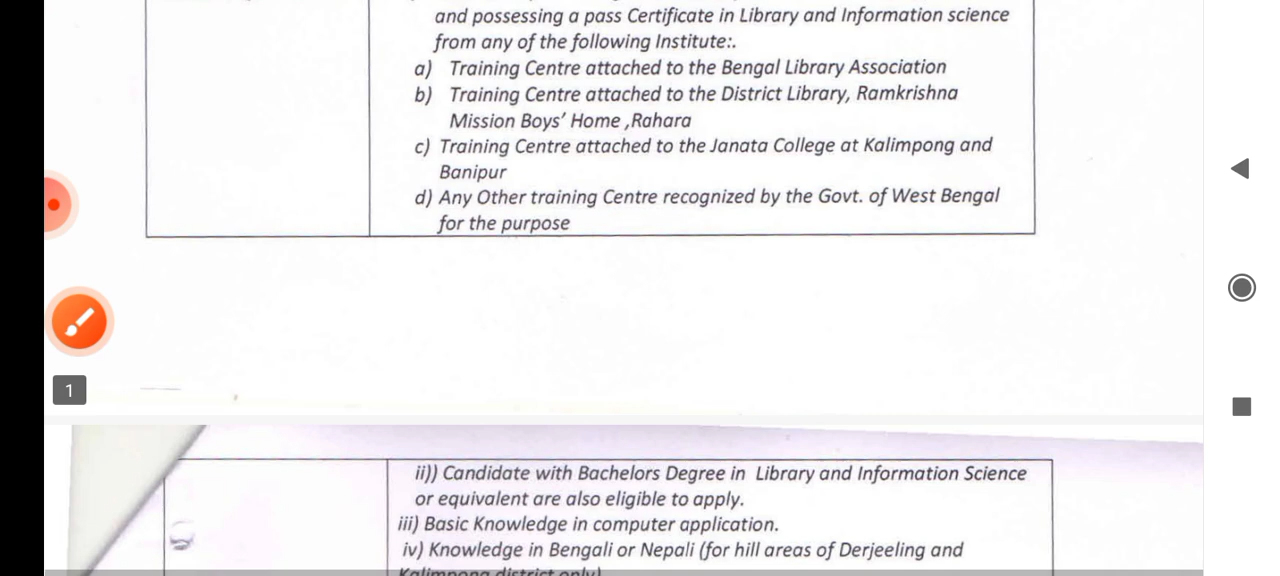 and possessing a pass Certificate in Library and Information science
from any of the following Institute:.
a) Training Centre attached to the Bengal Library Association
b) Training Centre attached to the District Library, Ramkrishna
Mission Boys' Home ,Rahara
c) Training Centre attached to the Janata College at Kalimpong and
Banipur
d) Any Other training Centre recognized by the Govt. of West Bengal
for the purpose
1
ii)) Candidate with Bachelors Degree in Library and Information Science
or equivalent are also eligible to apply.
iii) Basic Knowledge in computer application.
iv) Knowledge in Bengali or Nepali (for hill areas of Derjeeling and
Kalimpong district only)